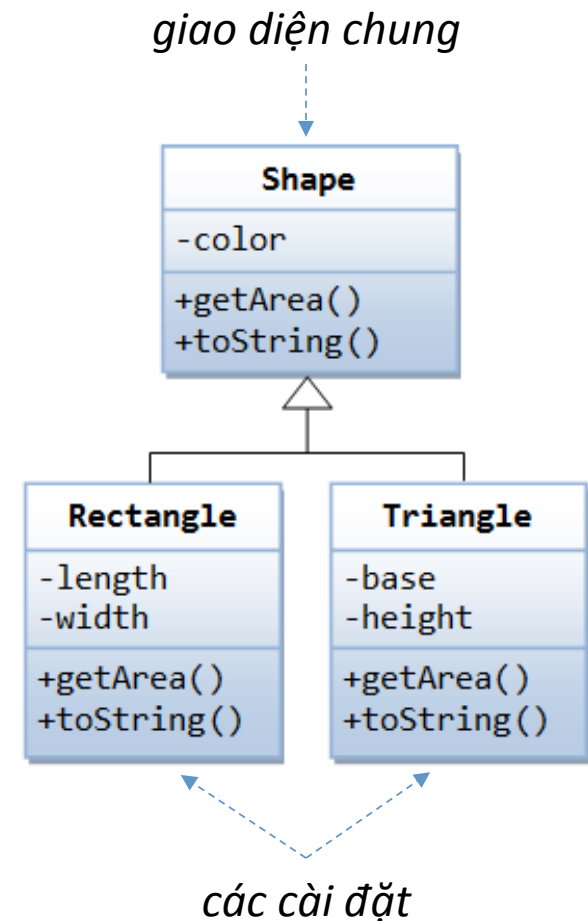 giao diện chung
Shape
-color
+getArea()
+toString()
Rectangle
-length
-width
+getArea()
+toString()
Triangle
-base
-height
+getArea()
+toString()
các cài đặt